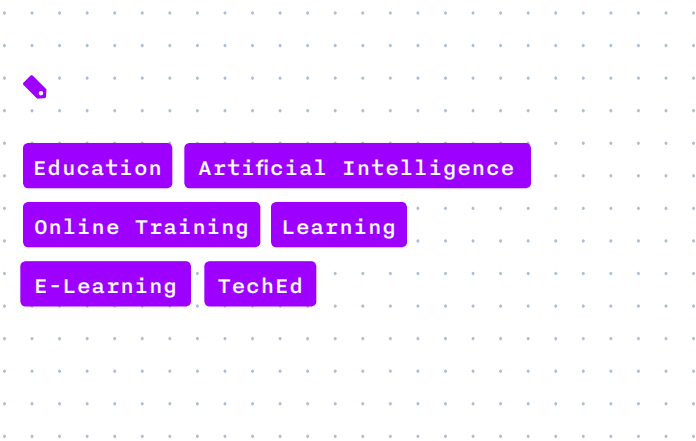 Education Artificial Intelligence
Online Training Learning
E-Learning TechEd